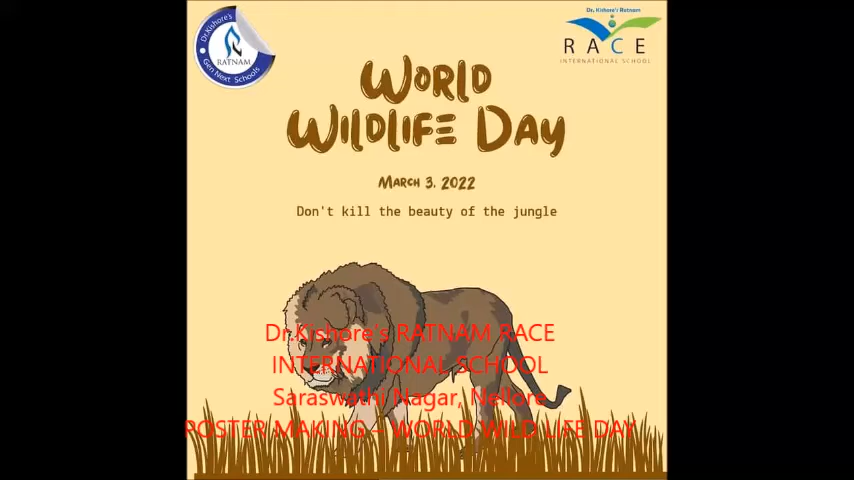 Dr.Kishore's
RATNAM
Gen Next Schools
Dr. Kishore's Ratnam
RACE
INTERNATIONAL SCHOOL
WORLD
WILDLIFE DAY
MARCH 3, 2022
Don't kill the beauty of the jungle
Dr.Kishore's RATNAM RACE
INTERNATIONAL SCHOOL
Saraswathi Nagar, Nellore
POSTER MAKING – WORLD WILD LIFE DAY